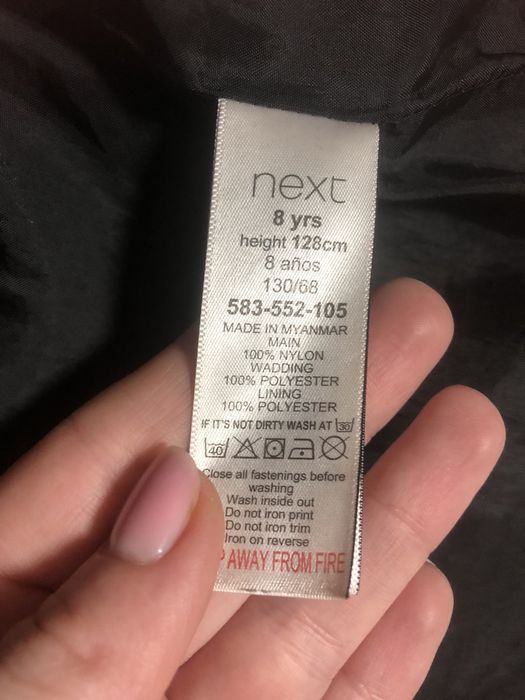 next
8 yrs
height 128cm
8 años
130/68
583-552-105
MADE IN MYANMAR
MAIN
100% NYLON
WADDING
100% POLYESTER
LINING
100% POLYESTER
IF IT'S NOT DIRTY WASH AT 30
40
Close all fastenings before
washing
Wash inside out
Do not iron print
Do not iron trim
Iron on reverse
AWAY FROM FIRE